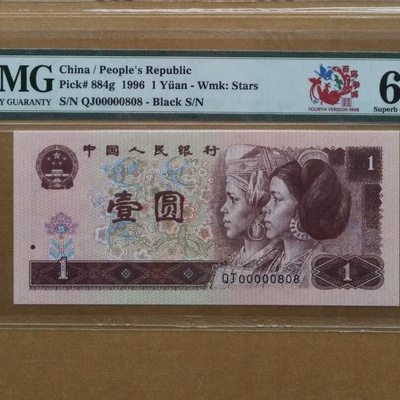 MG
Y GUARANTY
China / People's Republic
Pick# 884g 1996 1 Yüan - Wmk: Stars
S/N QJ00000808 - Black S/N
FOURTH VERSION RMB
6
Superb
中国人民银行
壹圆
1
1
1
QJ00000808